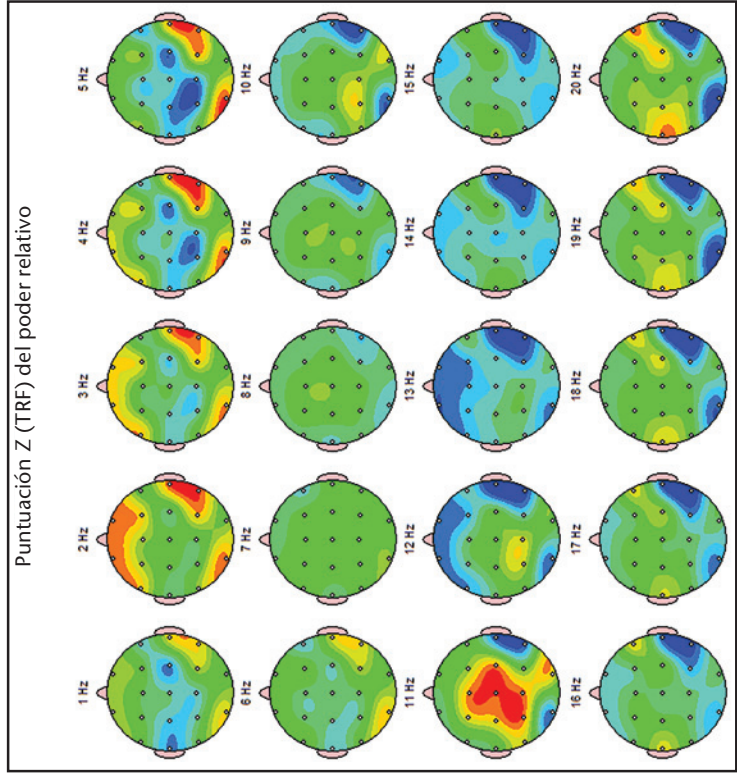 Puntuación Z (TRF) del poder relativo
1 Hz 2 Hz 3 Hz 4 Hz 5 Hz
6 Hz 7 Hz 8 Hz 9 Hz 10 Hz
11 Hz 12 Hz 13 Hz 14 Hz 15 Hz
16 Hz 17 Hz 18 Hz 19 Hz 20 Hz